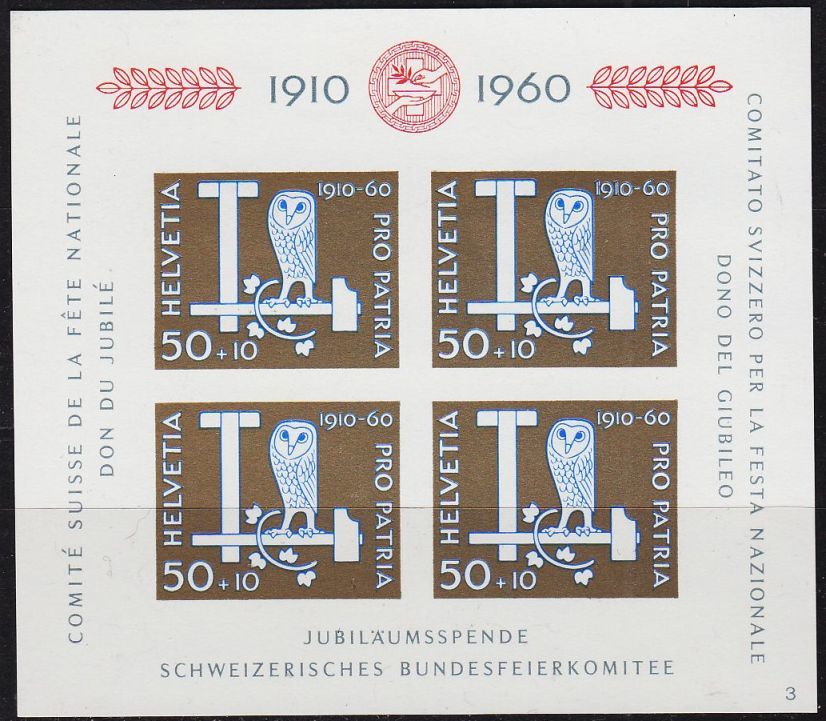 1910 1960
COMITÉ SUISSE DE LA FÊTE NATIONALE
DON DU JUBILÉ
HELVETIA
1910-60
PRO PATRIA
50+10
HELVETIA
1910-60
PRO PATRIA
50+10
HELVETIA
1910-60
PRO PATRIA
50+10
HELVETIA
1910-60
PRO PATRIA
50+10
COMITATO SVIZZERO PER LA FESTA NAZIONALE
DONO DEL GIUBILEO
JUBILÄUMSSPENDE
SCHWEIZERISCHES BUNDESFEIERKOMITEE
3